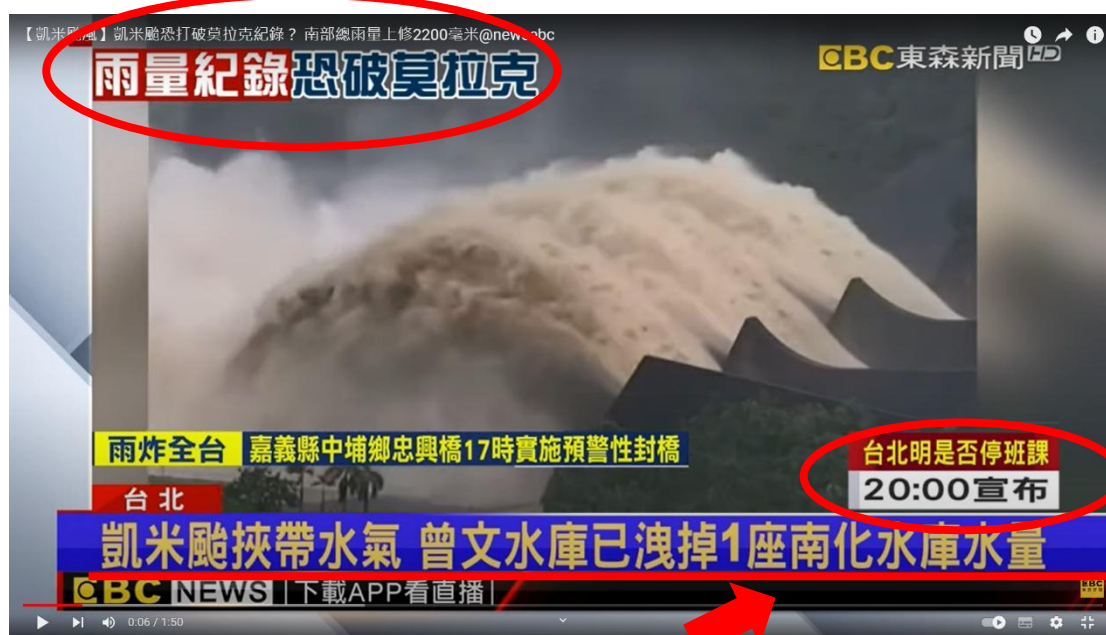 【凱米颱風】凱米颱恐打破莫拉克紀錄？ 南部總雨量上修2200毫米@newsebc
雨量紀錄恐破莫拉克
EBC東森新聞HD
雨炸全台 嘉義縣中埔鄉忠興橋17時實施預警性封橋
台北明是否停班課
20:00宣布
台北
凱米颱挾帶水氣 曾文水庫已洩掉1座南化水庫水量
EBC NEWS 下載APP看直播
EBC
0:06 / 1:50